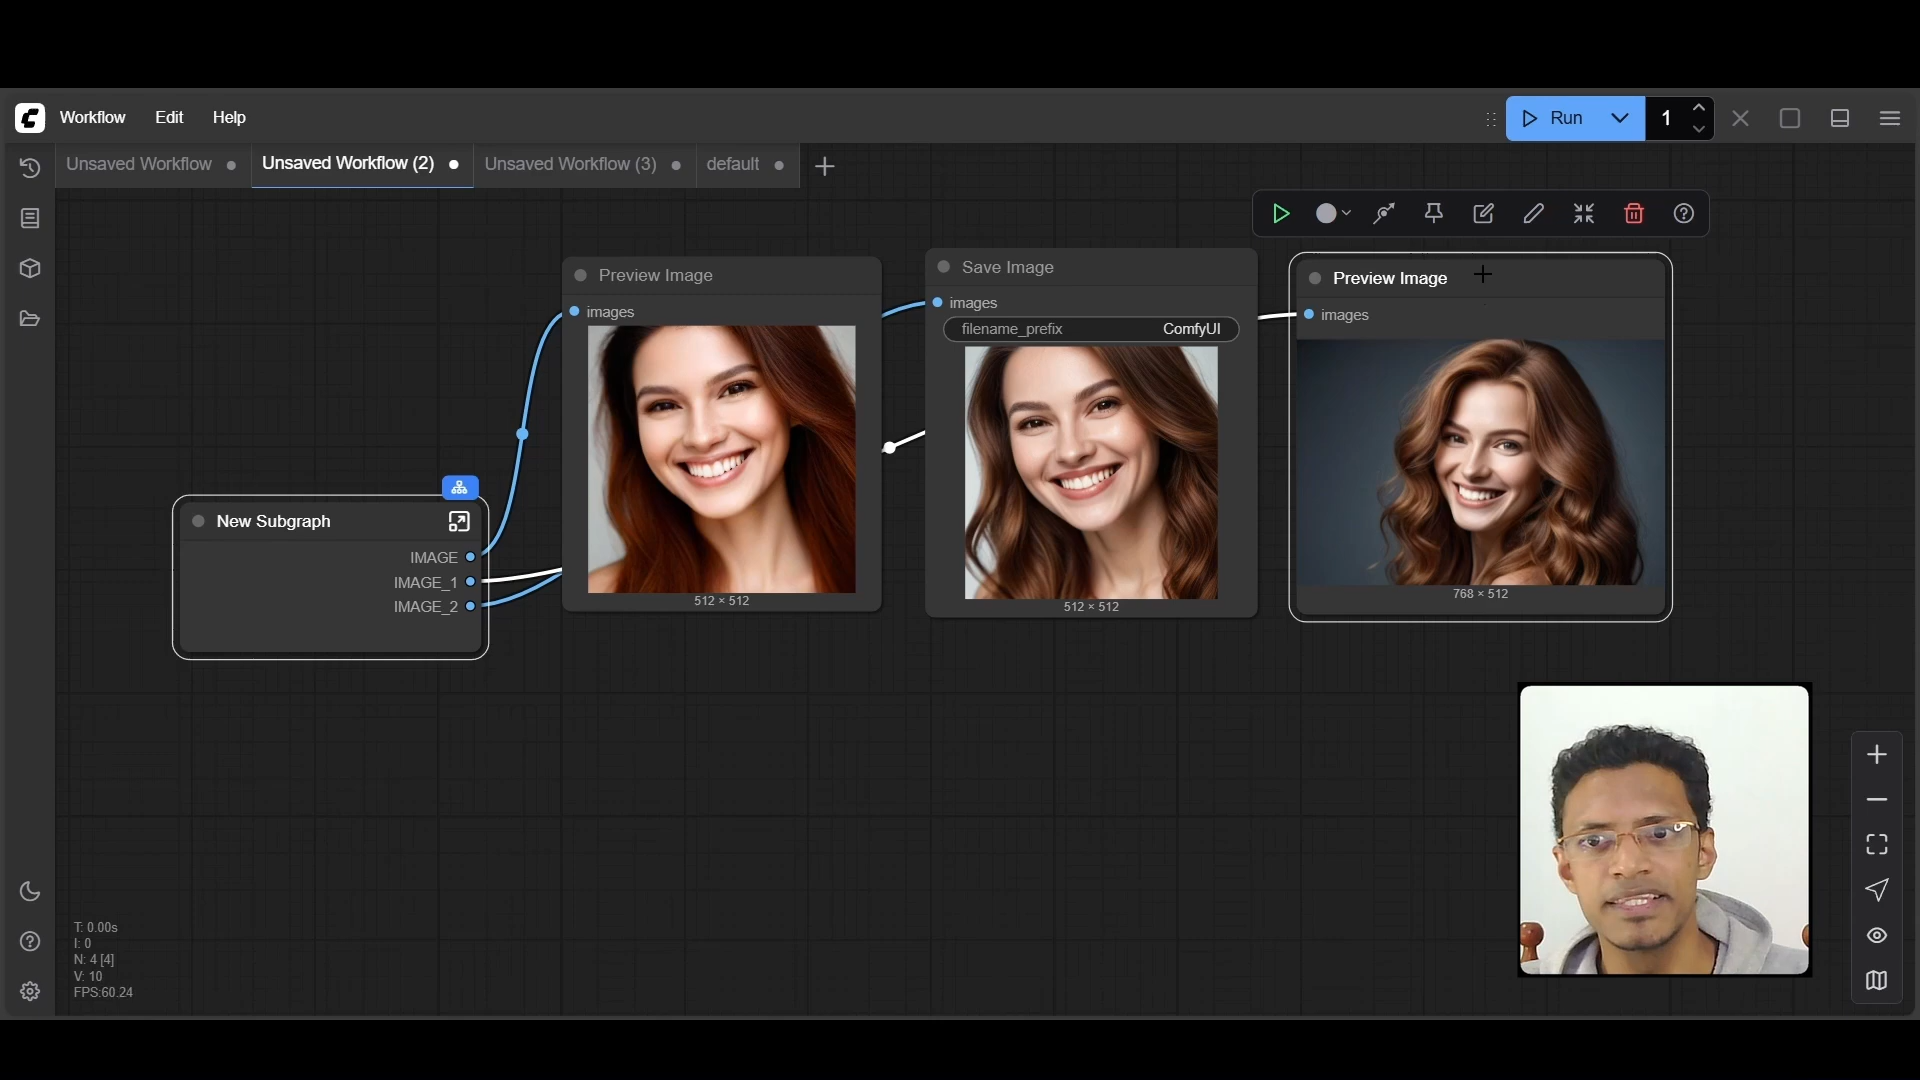 Workflow Edit Help
Run 1
Unsaved Workflow Unsaved Workflow (2) Unsaved Workflow (3) default
Preview Image
images
512 × 512
Save Image
images
filename_prefix ComfyUI
512 × 512
Preview Image
images
768 × 512
New Subgraph
IMAGE
IMAGE_1
IMAGE_2
T: 0.00s
I: 0
N: 4 [4]
V: 10
FPS:60.24